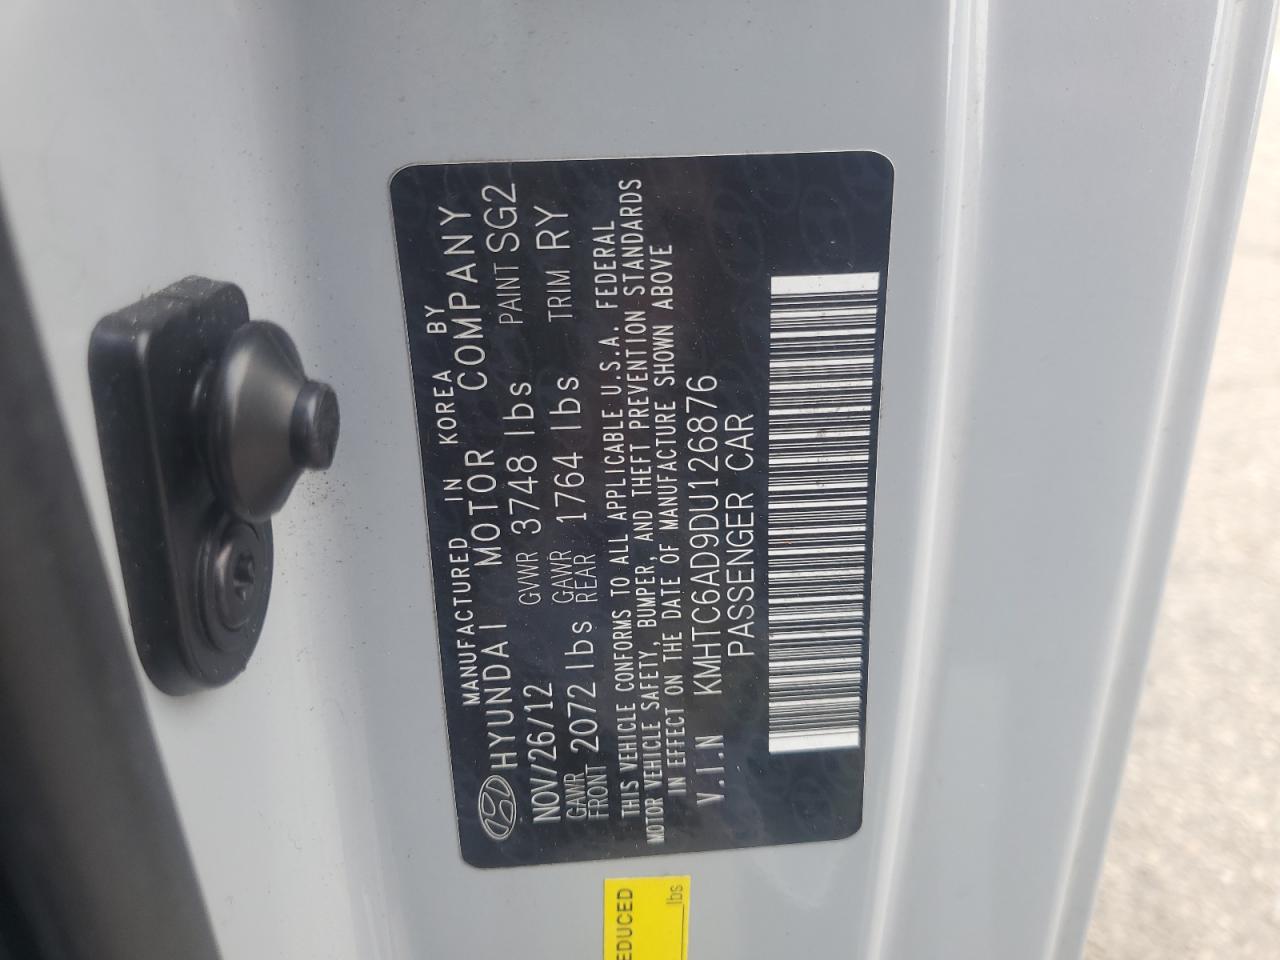 MANUFACTURED IN KOREA BY
HYUNDAI MOTOR COMPANY
NOV/26/12 GVWR 3748 lbs PAINT SG2
GAWR FRONT 2072 lbs GAWR REAR 1764 lbs TRIM RY
THIS VEHICLE CONFORMS TO ALL APPLICABLE U.S.A. FEDERAL
MOTOR VEHICLE SAFETY, BUMPER, AND THEFT PREVENTION STANDARDS
IN EFFECT ON THE DATE OF MANUFACTURE SHOWN ABOVE
V.I.N KMHTC6AD9DU126876
PASSENGER CAR
EDUCED
lbs